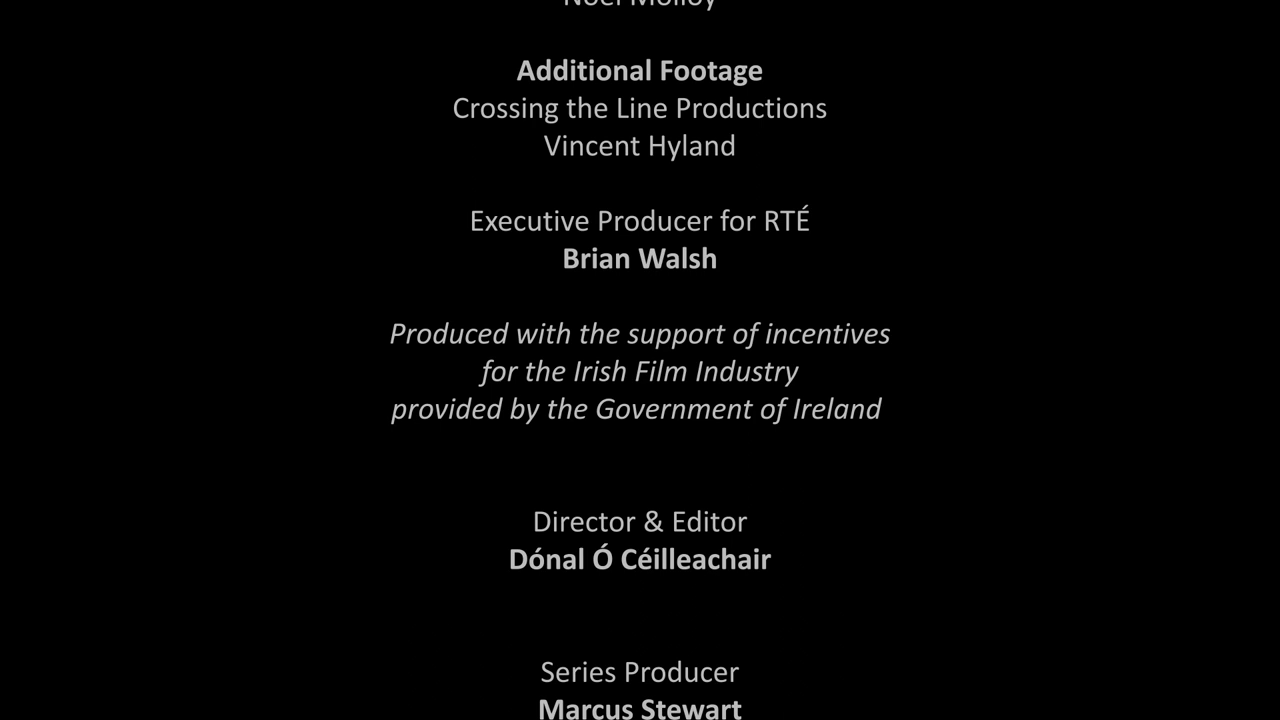 Noel Molloy
Additional Footage
Crossing the Line Productions
Vincent Hyland
Executive Producer for RTÉ
Brian Walsh
Produced with the support of incentives
for the Irish Film Industry
provided by the Government of Ireland
Director & Editor
Dónal Ó Céilleachair
Series Producer
Marcus Stewart